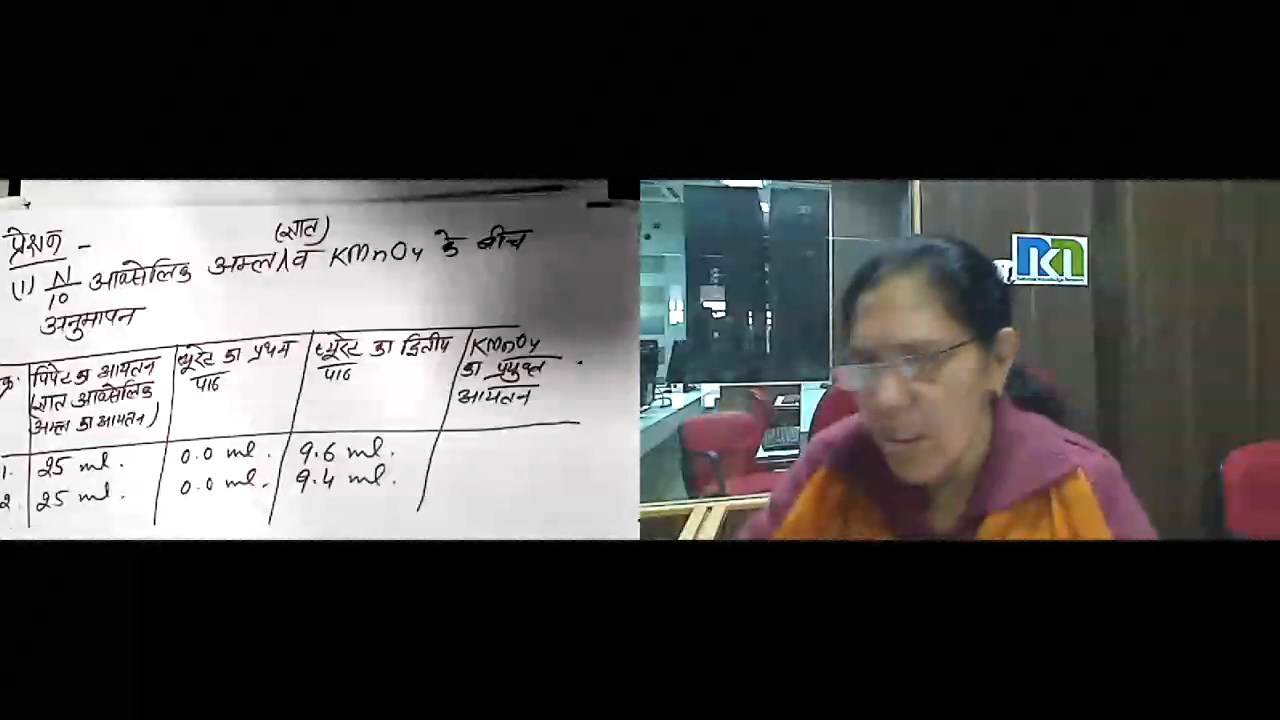 प्रेक्षण -
(ज्ञात)
(1) N/10 आक्सेलिक अम्ल ∧ व KMnO4 के बीच
अनुमापन
क्र. पिपेट का आयतन ब्यूरेट का प्रथम ब्यूरेट का द्वितीय KMnO4
(ज्ञात आक्सेलिक पाठ पाठ का प्रयुक्त
अम्ल का आयतन) आयतन
1. 25 ml. 0.0 ml. 9.6 ml.
2. 25 ml. 0.0 ml. 9.4 ml.